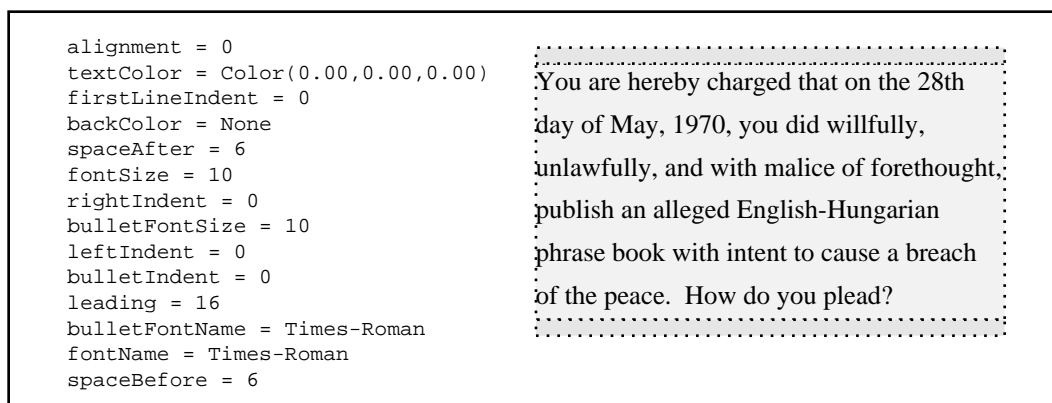 alignment = 0
textColor = Color(0.00,0.00,0.00)
firstLineIndent = 0
backColor = None
spaceAfter = 6
fontSize = 10
rightIndent = 0
bulletFontSize = 10
leftIndent = 0
bulletIndent = 0
leading = 16
bulletFontName = Times-Roman
fontName = Times-Roman
spaceBefore = 6
You are hereby charged that on the 28th
day of May, 1970, you did willfully,
unlawfully, and with malice of forethought,
publish an alleged English-Hungarian
phrase book with intent to cause a breach
of the peace.  How do you plead?